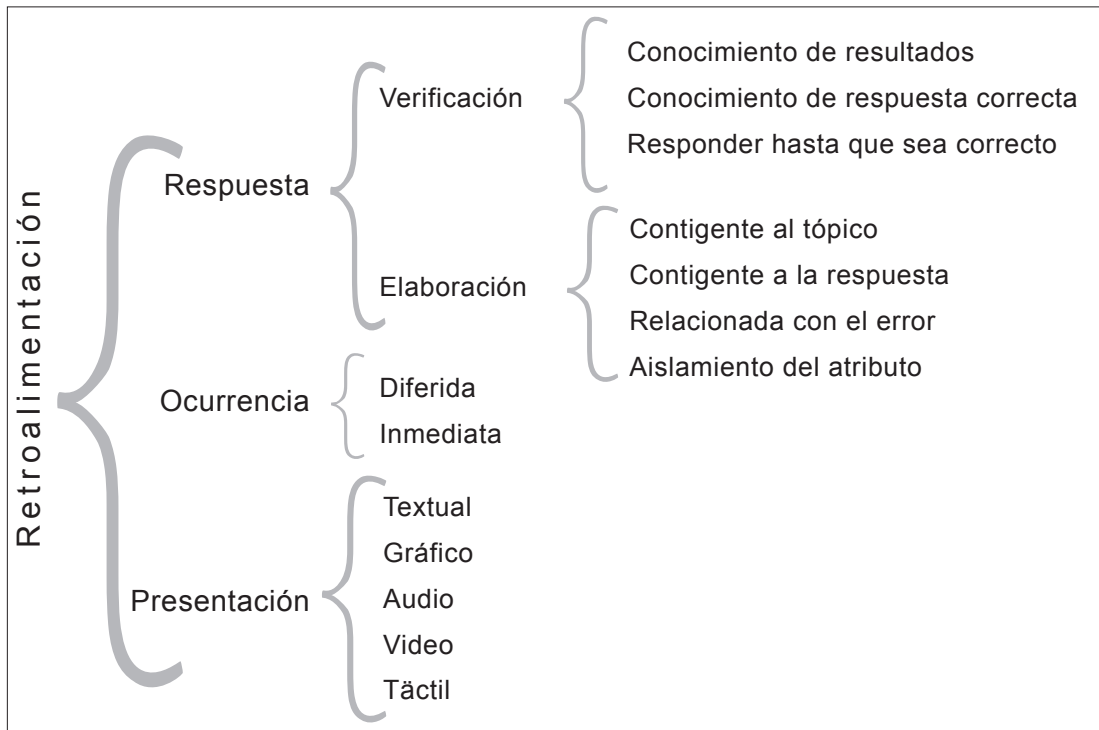 Retroalimentación
Respuesta
Verificación
Conocimiento de resultados
Conocimiento de respuesta correcta
Responder hasta que sea correcto
Elaboración
Contigente al tópico
Contigente a la respuesta
Relacionada con el error
Aislamiento del atributo
Ocurrencia
Diferida
Inmediata
Presentación
Textual
Gráfico
Audio
Video
Täctil